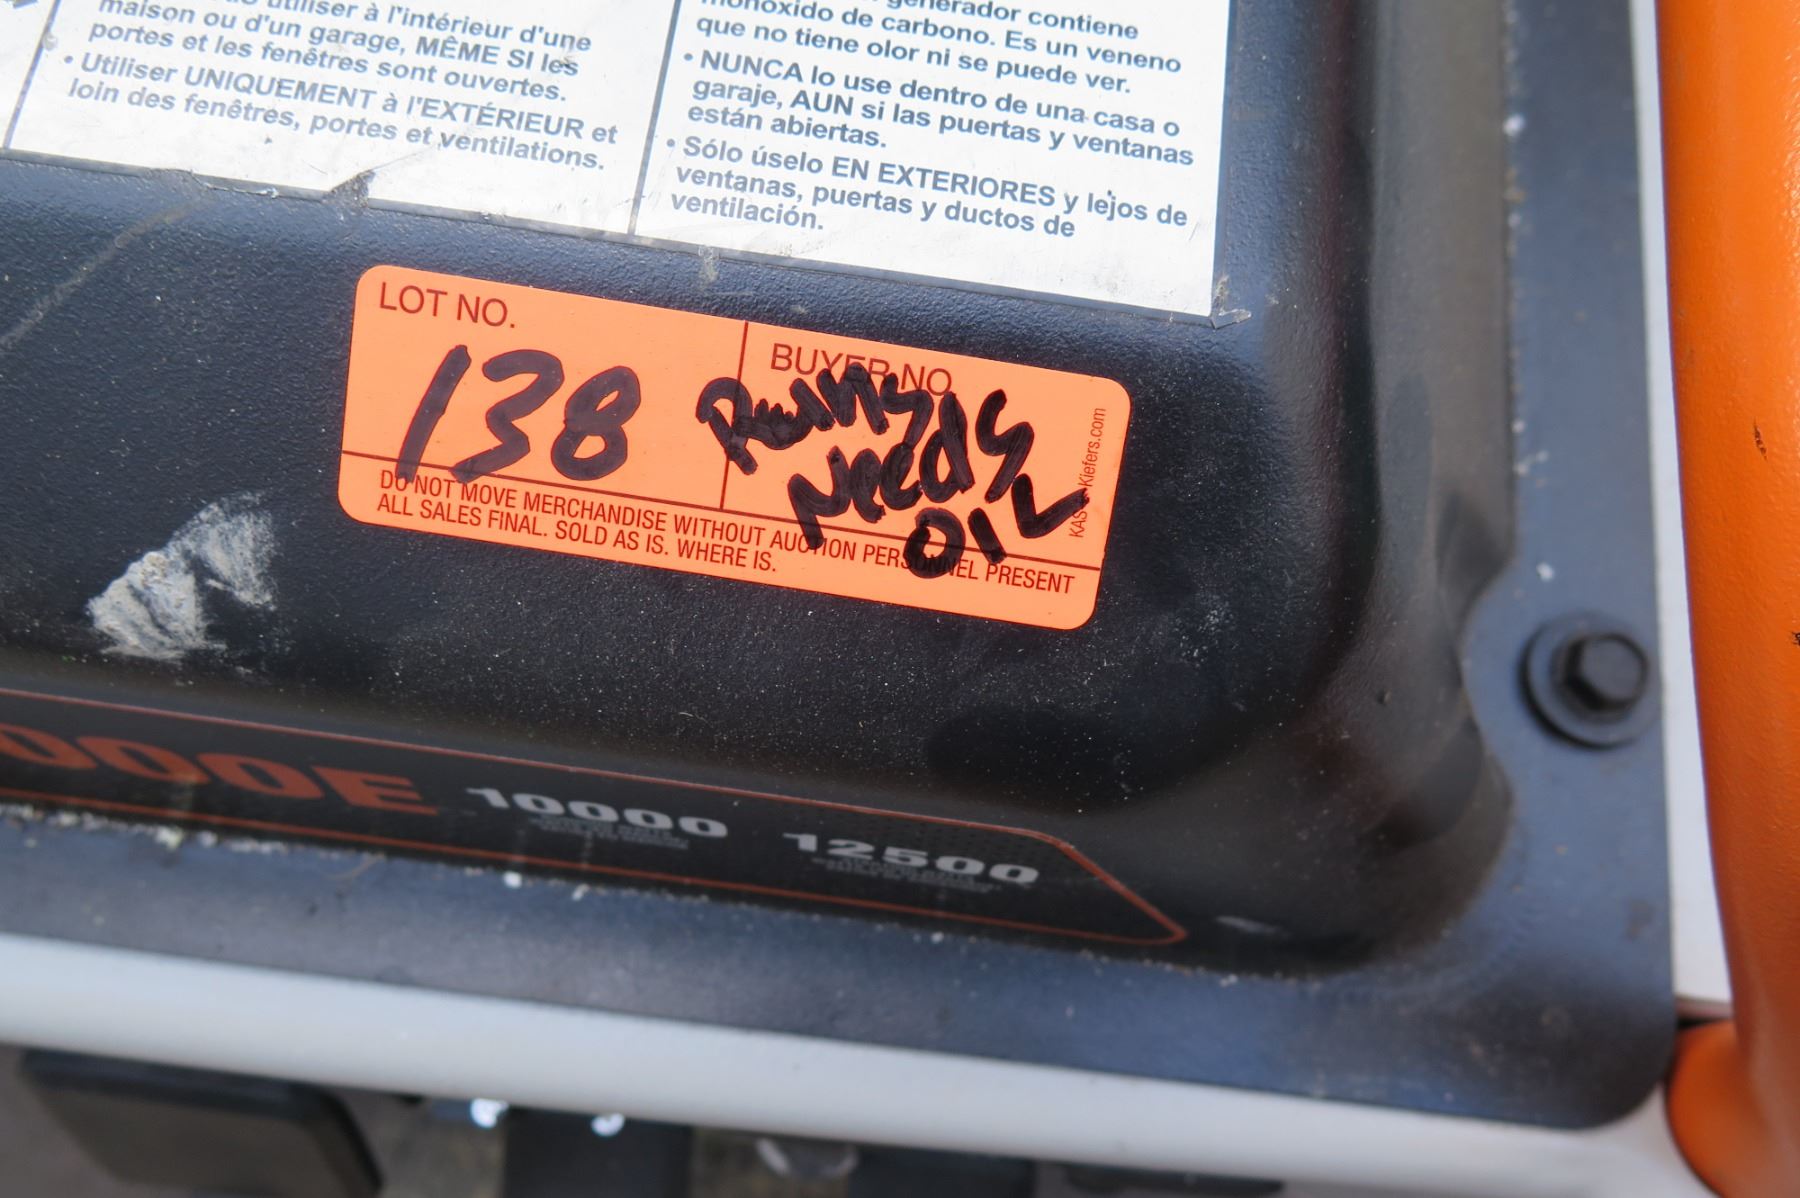 utiliser à l'intérieur d'une
maison ou d'un garage, MÊME SI les
portes et les fenêtres sont ouvertes.
• Utiliser UNIQUEMENT à l'EXTÉRIEUR et
loin des fenêtres, portes et ventilations.
generador contiene
monóxido de carbono. Es un veneno
que no tiene olor ni se puede ver.
• NUNCA lo use dentro de una casa o
garaje, AUN si las puertas y ventanas
están abiertas.
• Sólo úselo EN EXTERIORES y lejos de
ventanas, puertas y ductos de
ventilación.
LOT NO.
138
BUYER NO.
Runs
Needs
OIL
DO NOT MOVE MERCHANDISE WITHOUT AUCTION PERSONNEL PRESENT
ALL SALES FINAL. SOLD AS IS. WHERE IS.
Kiefers.com
000E
10000
12500